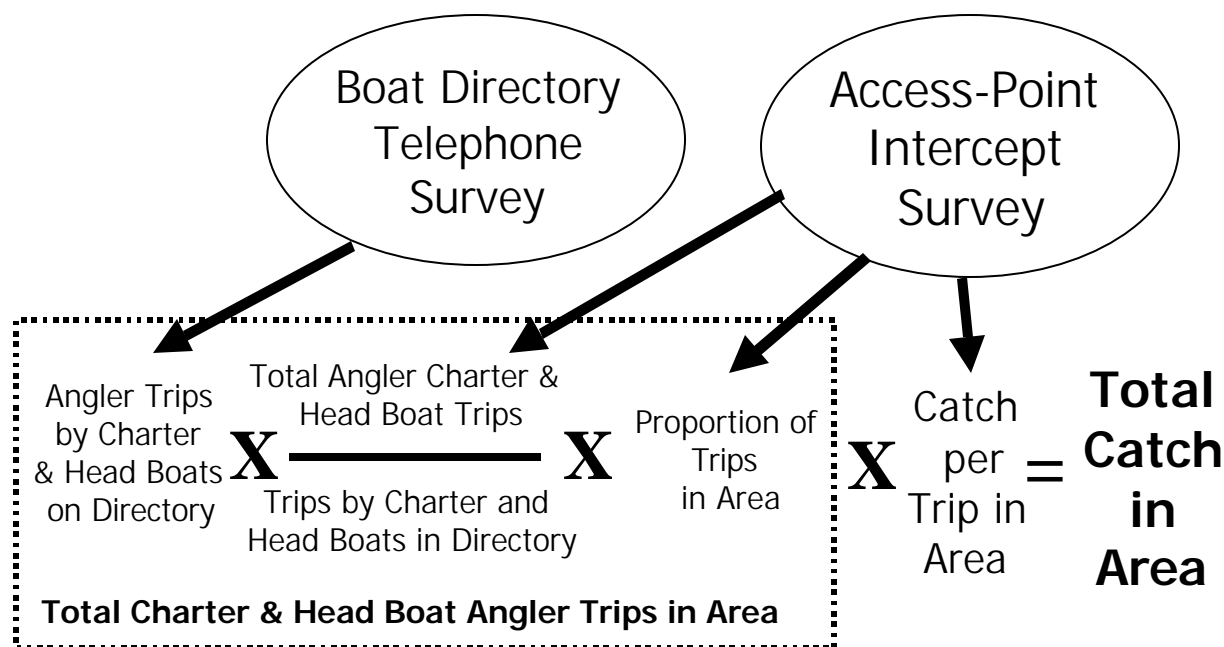 Boat Directory
Telephone
Survey
Access-Point
Intercept
Survey
Angler Trips
by Charter
& Head Boats
on Directory
X
Total Angler Charter &
Head Boat Trips
Trips by Charter and
Head Boats in Directory
X
Proportion of
Trips
in Area
X
Catch
per
Trip in
Area
=
Total
Catch
in
Area
Total Charter & Head Boat Angler Trips in Area